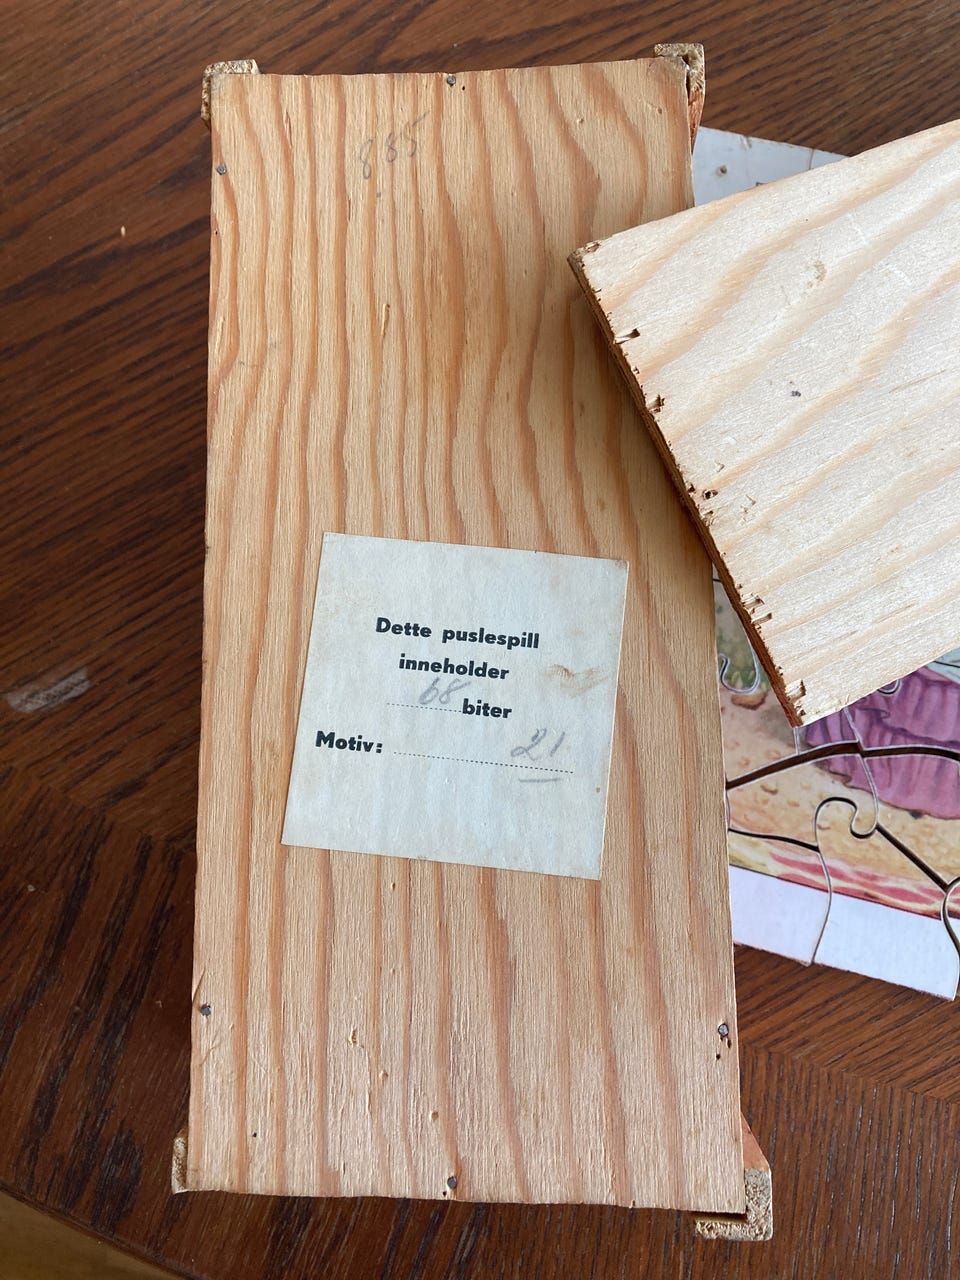 885
Dette puslespill
inneholder
68 biter
Motiv: 21